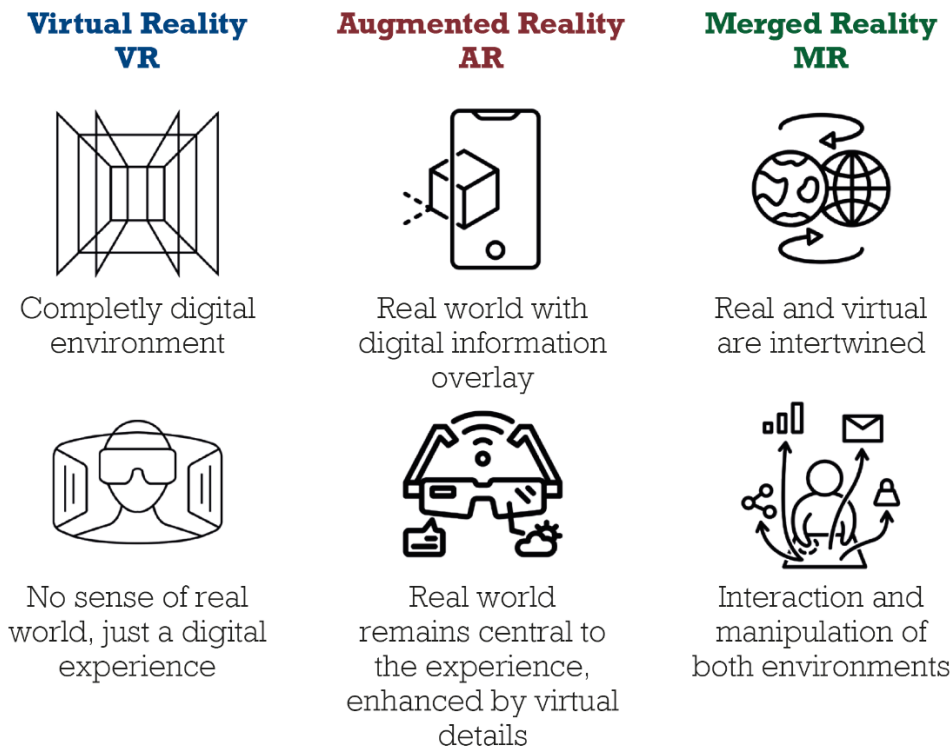 Virtual Reality
VR
Completly digital
environment
No sense of real
world, just a digital
experience
Augmented Reality
AR
Real world with
digital information
overlay
Real world
remains central to
the experience,
enhanced by virtual
details
Merged Reality
MR
Real and virtual
are intertwined
Interaction and
manipulation of
both environments